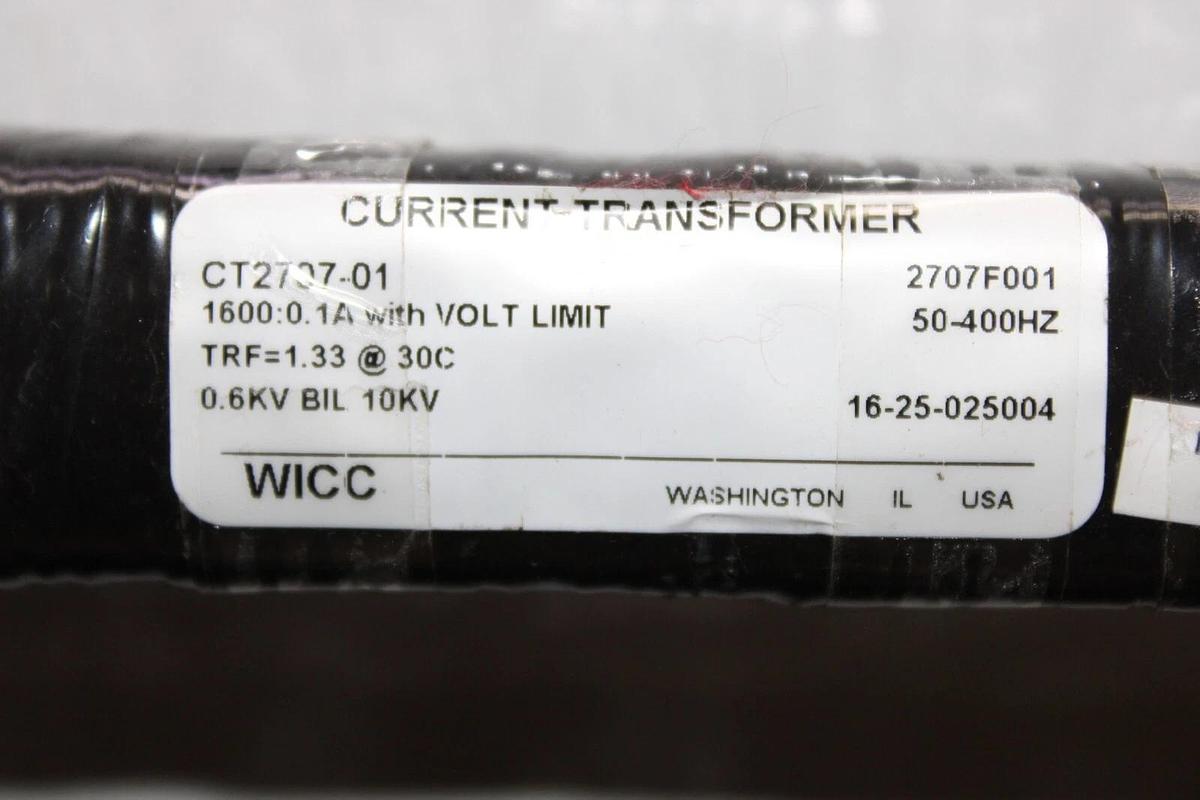 CURRENT TRANSFORMER
CT2707-01 2707F001
1600:0.1A with VOLT LIMIT 50-400HZ
TRF=1.33 @ 30C
0.6KV BIL 10KV 16-25-025004
WICC WASHINGTON IL USA